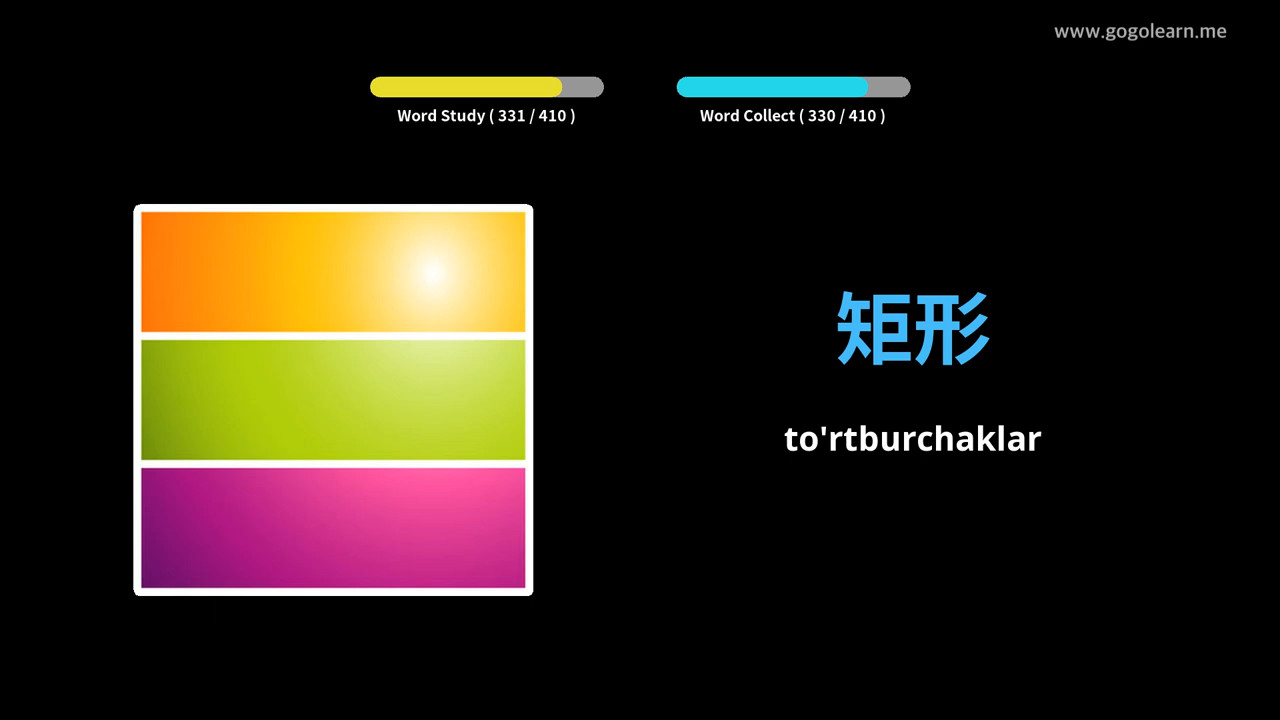 www.gogolearn.me
Word Study ( 331 / 410 )
Word Collect ( 330 / 410 )
矩形
to'rtburchaklar